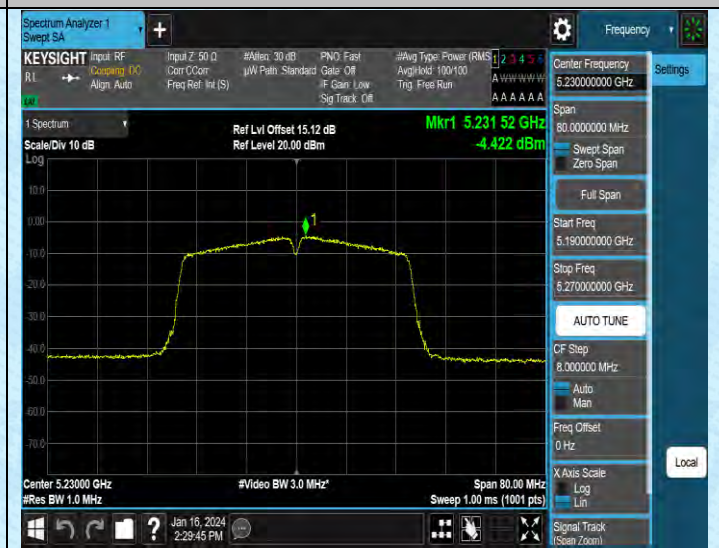 Spectrum Analyzer 1
Swept SA
+
Frequency
KEYSIGHT
Input: RF
Coupling: DC
Align: Auto
Input Z: 50 Ω
Corr CCorr
Freq Ref: Int (S)
#Atten: 30 dB
µW Path: Standard
PNO: Fast
Gate: Off
IF Gain: Low
Sig Track: Off
#Avg Type: Power (RMS
Avg|Hold: 100/100
Trig: Free Run
1 2 3 4 5 6
A W W W W W
A A A A A A
RL
1 Spectrum
Scale/Div 10 dB
Log
Ref Lvl Offset 15.12 dB
Ref Level 20.00 dBm
Mkr1 5.231 52 GHz
-4.422 dBm
10.0
0.00
-10.0
-20.0
-30.0
-40.0
-50.0
-60.0
-70.0
1
Center 5.23000 GHz
#Res BW 1.0 MHz
#Video BW 3.0 MHz*
Span 80.00 MHz
Sweep 1.00 ms (1001 pts)
Center Frequency
5.230000000 GHz
Span
80.0000000 MHz
Swept Span
Zero Span
Full Span
Start Freq
5.190000000 GHz
Stop Freq
5.270000000 GHz
AUTO TUNE
CF Step
8.000000 MHz
Auto
Man
Freq Offset
0 Hz
X Axis Scale
Log
Lin
Signal Track
(Span Zoom)
Settings
Local
?
Jan 16, 2024
2:29:45 PM